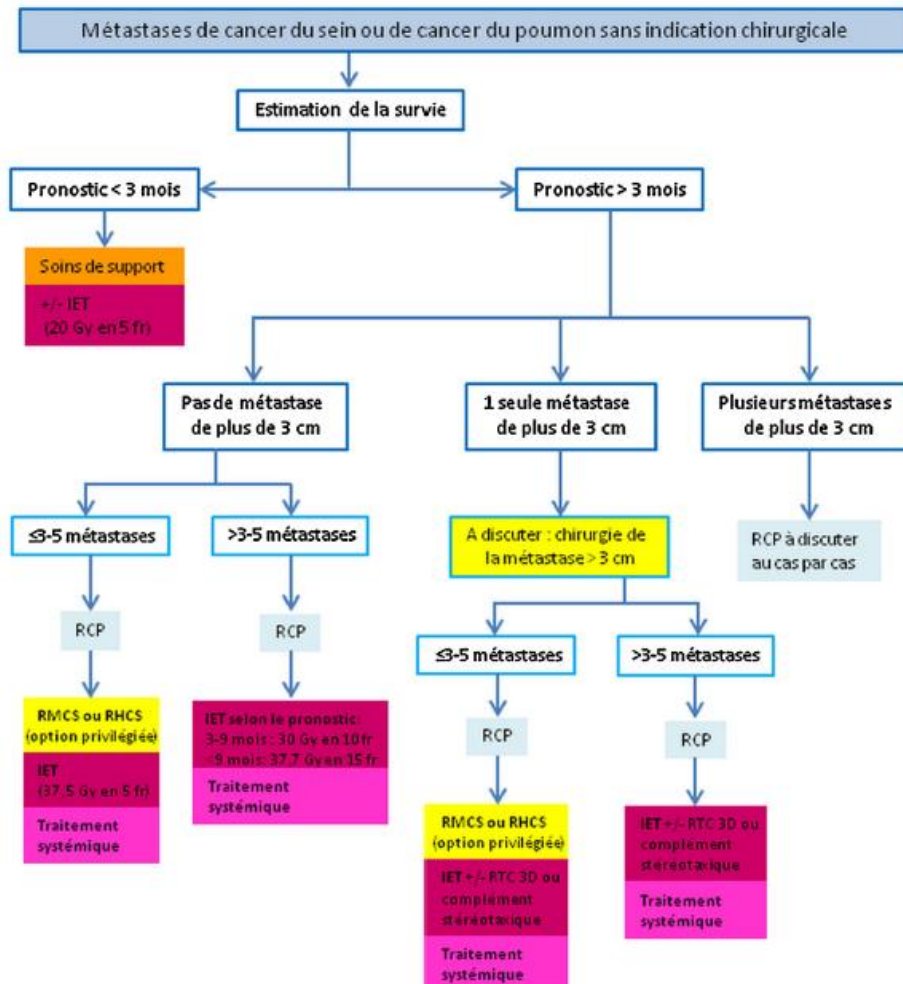 Métastases de cancer du sein ou de cancer du poumon sans indication chirurgicale
Estimation de la survie
Pronostic < 3 mois
Pronostic > 3 mois
Soins de support
+/- IET
(20 Gy en 5 fr)
Pas de métastase
de plus de 3 cm
1 seule métastase
de plus de 3 cm
Plusieurs métastases
de plus de 3 cm
≤3-5 métastases
>3-5 métastases
A discuter : chirurgie de
la métastase > 3 cm
RCP à discuter
au cas par cas
RCP
RCP
≤3-5 métastases
>3-5 métastases
RMCS ou RHCS
(option privilégiée)
IET
(37,5 Gy en 5 fr)
Traitement
systémique
IET selon le pronostic:
3-9 mois : 30 Gy en 10 fr
<9 mois: 37,7 Gy en 15 fr
Traitement
systémique
RCP
RCP
RMCS ou RHCS
(option privilégiée)
IET +/- RTC 3D ou
complément
stéréotaxique
Traitement
systémique
IET +/- RTC 3D ou
complément
stéréotaxique
Traitement
systémique